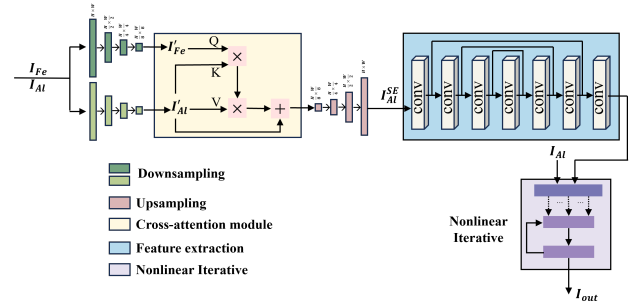 I_Fe
I_Al
I'_Fe
Q
K
I'_Al
V
×
×
+
I_Al^SE
conv
conv
conv
conv
conv
conv
conv
Downsampling
Upsampling
Cross-attention module
Feature extraction
Nonlinear Iterative
I_Al
... ...
Nonlinear
Iterative
I_out